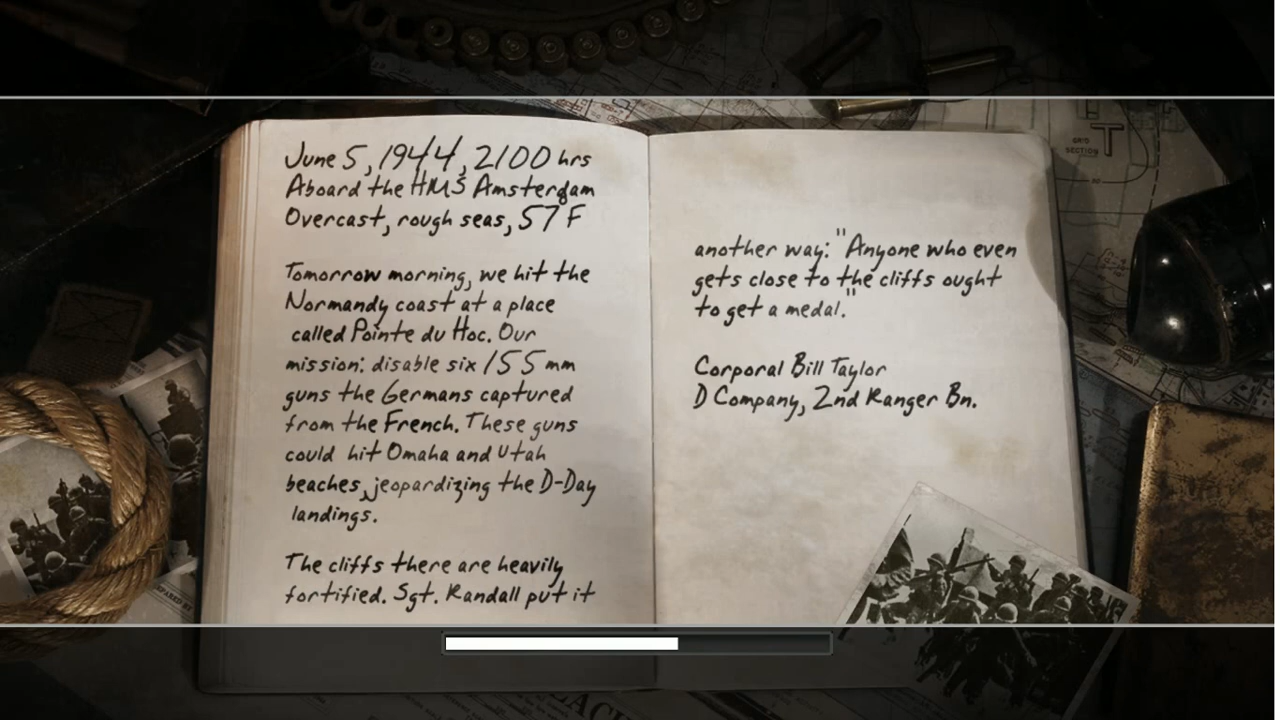 June 5, 1944, 2100 hrs
Aboard the HMS Amsterdam
Overcast, rough seas, 57 F
Tomorrow morning, we hit the
Normandy coast at a place
called Pointe du Hoc. Our
mission: disable six 155 mm
guns the Germans captured
from the French. These guns
could hit Omaha and Utah
beaches, jeopardizing the D-Day
landings.
The cliffs there are heavily
fortified. Sgt. Randall put it
another way: "Anyone who even
gets close to the cliffs ought
to get a medal."
Corporal Bill Taylor
D Company, 2nd Ranger Bn.
GRID
SECTION T